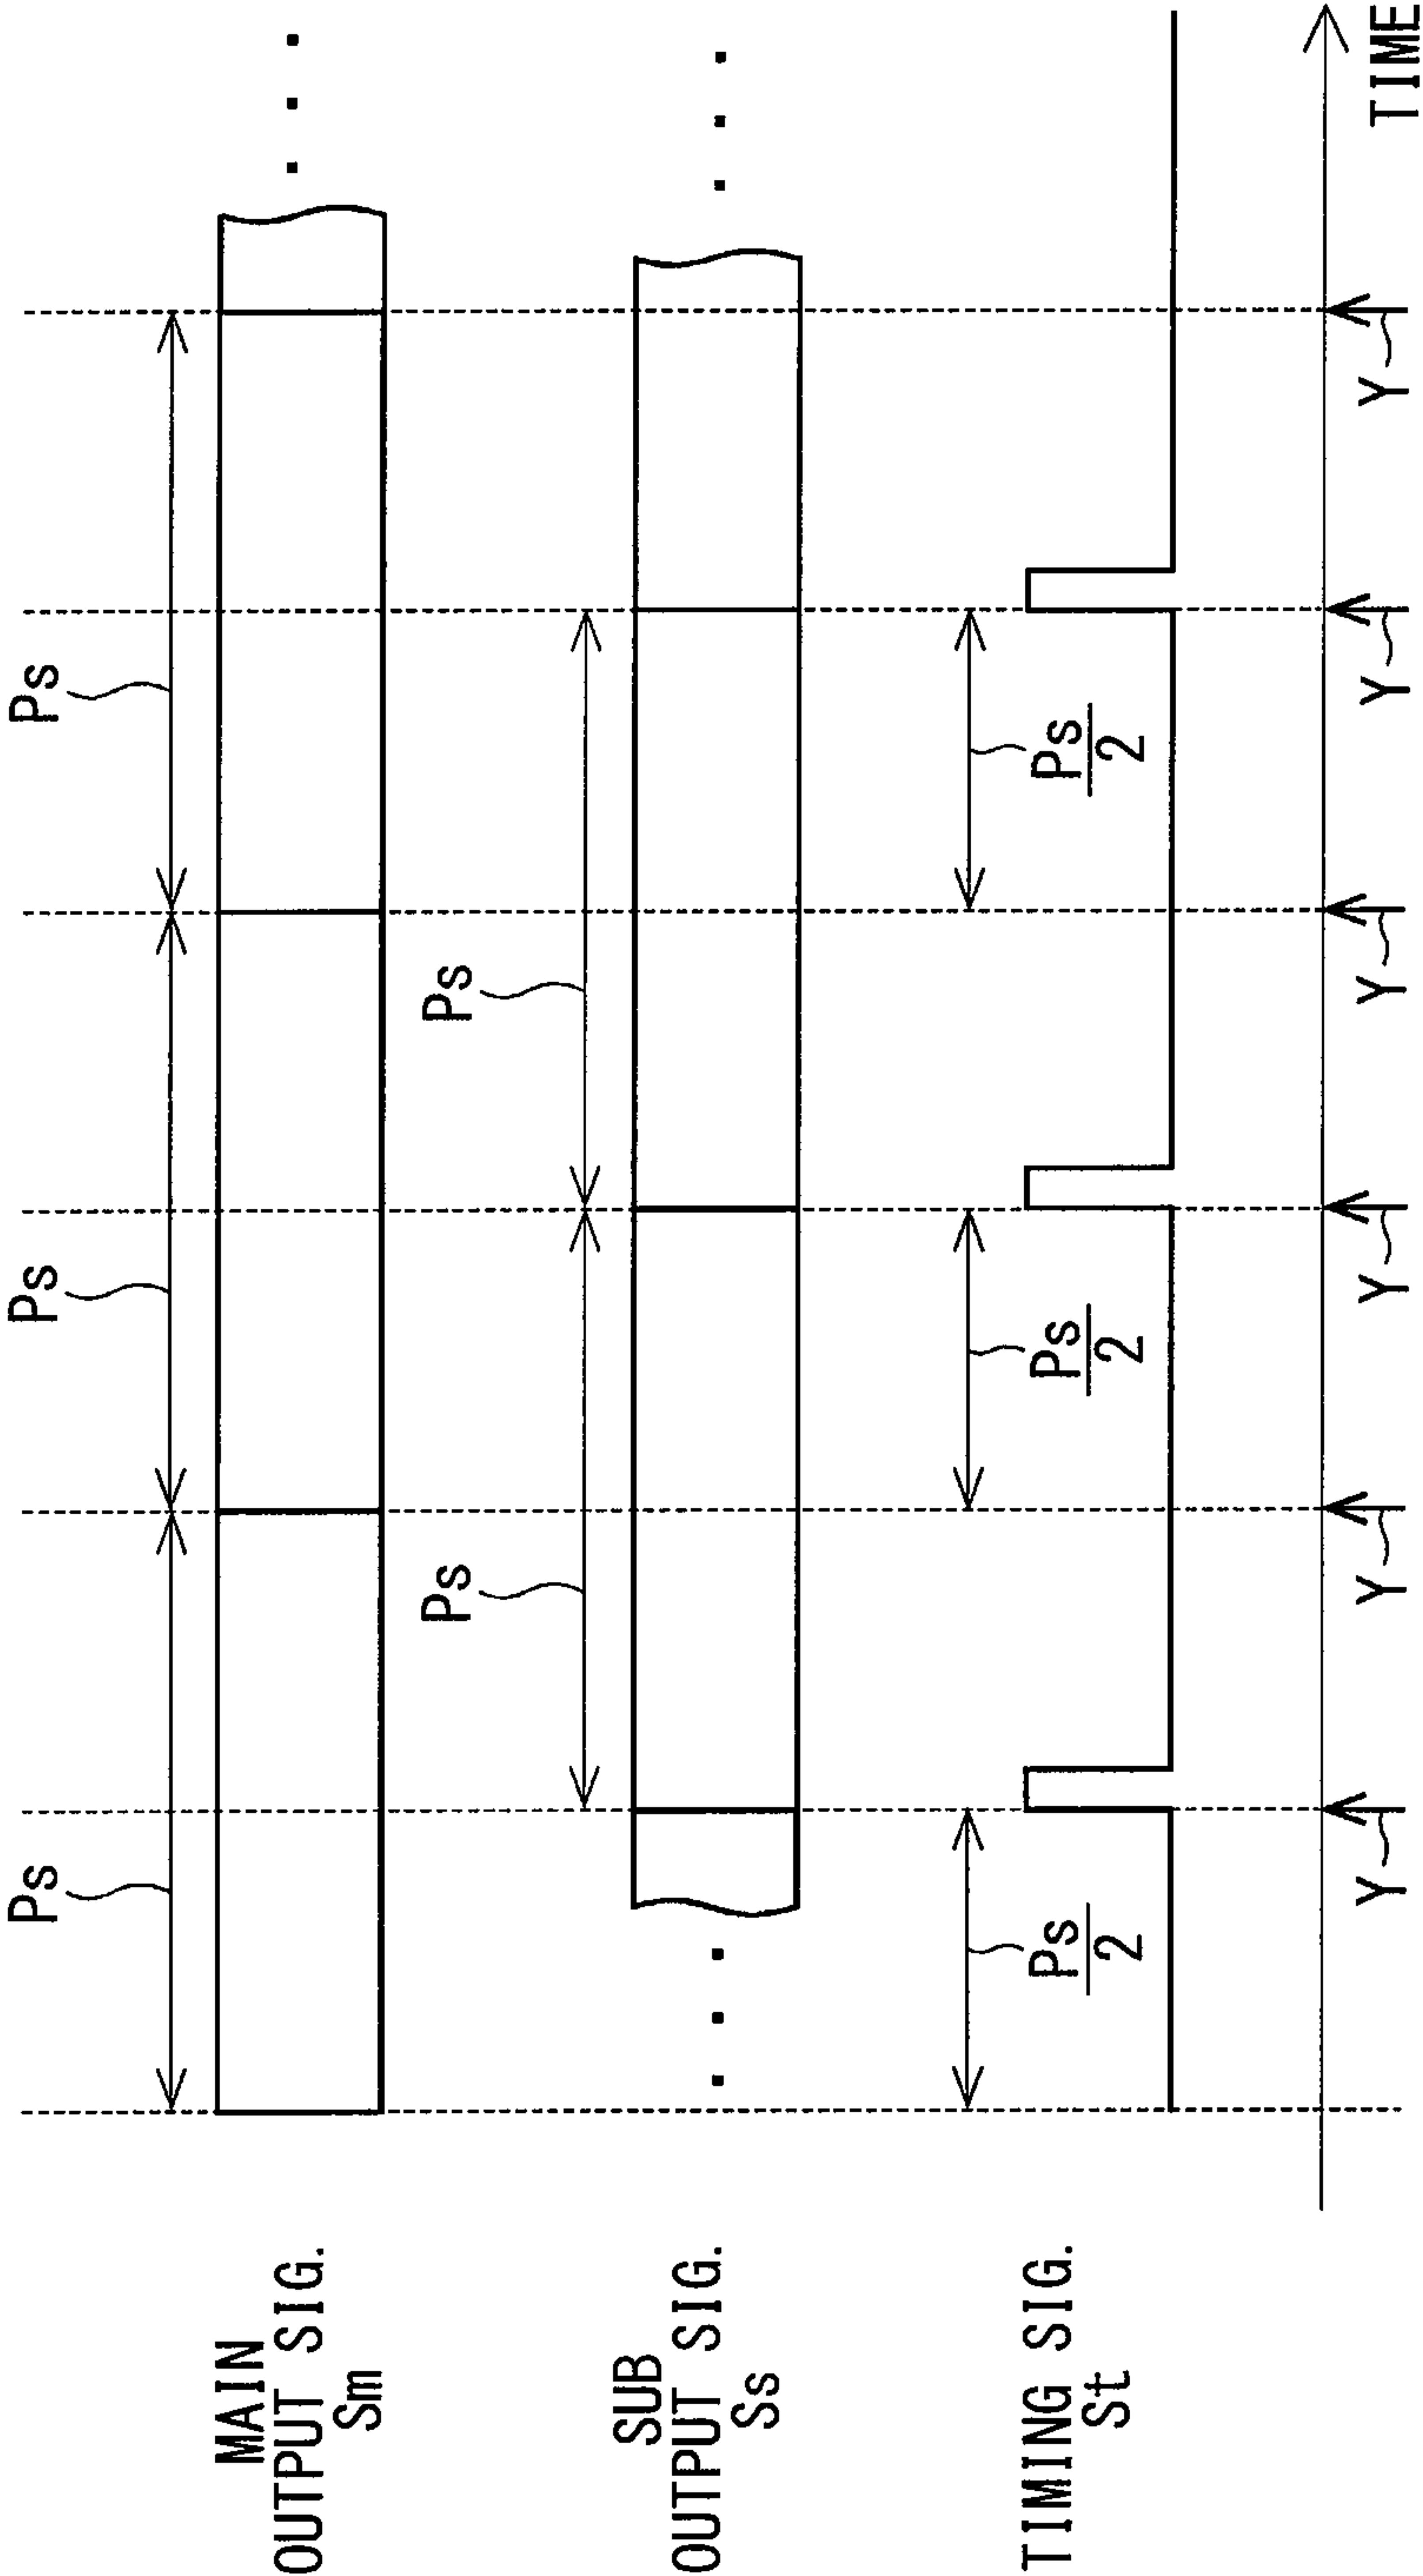 Ps
Ps
Ps
MAIN
OUTPUT SIG.
Sm
Ps
Ps
SUB
OUTPUT SIG.
Ss
Ps
2
Ps
2
Ps
2
TIMING SIG.
St
Y
Y
Y
Y
Y
Y
TIME